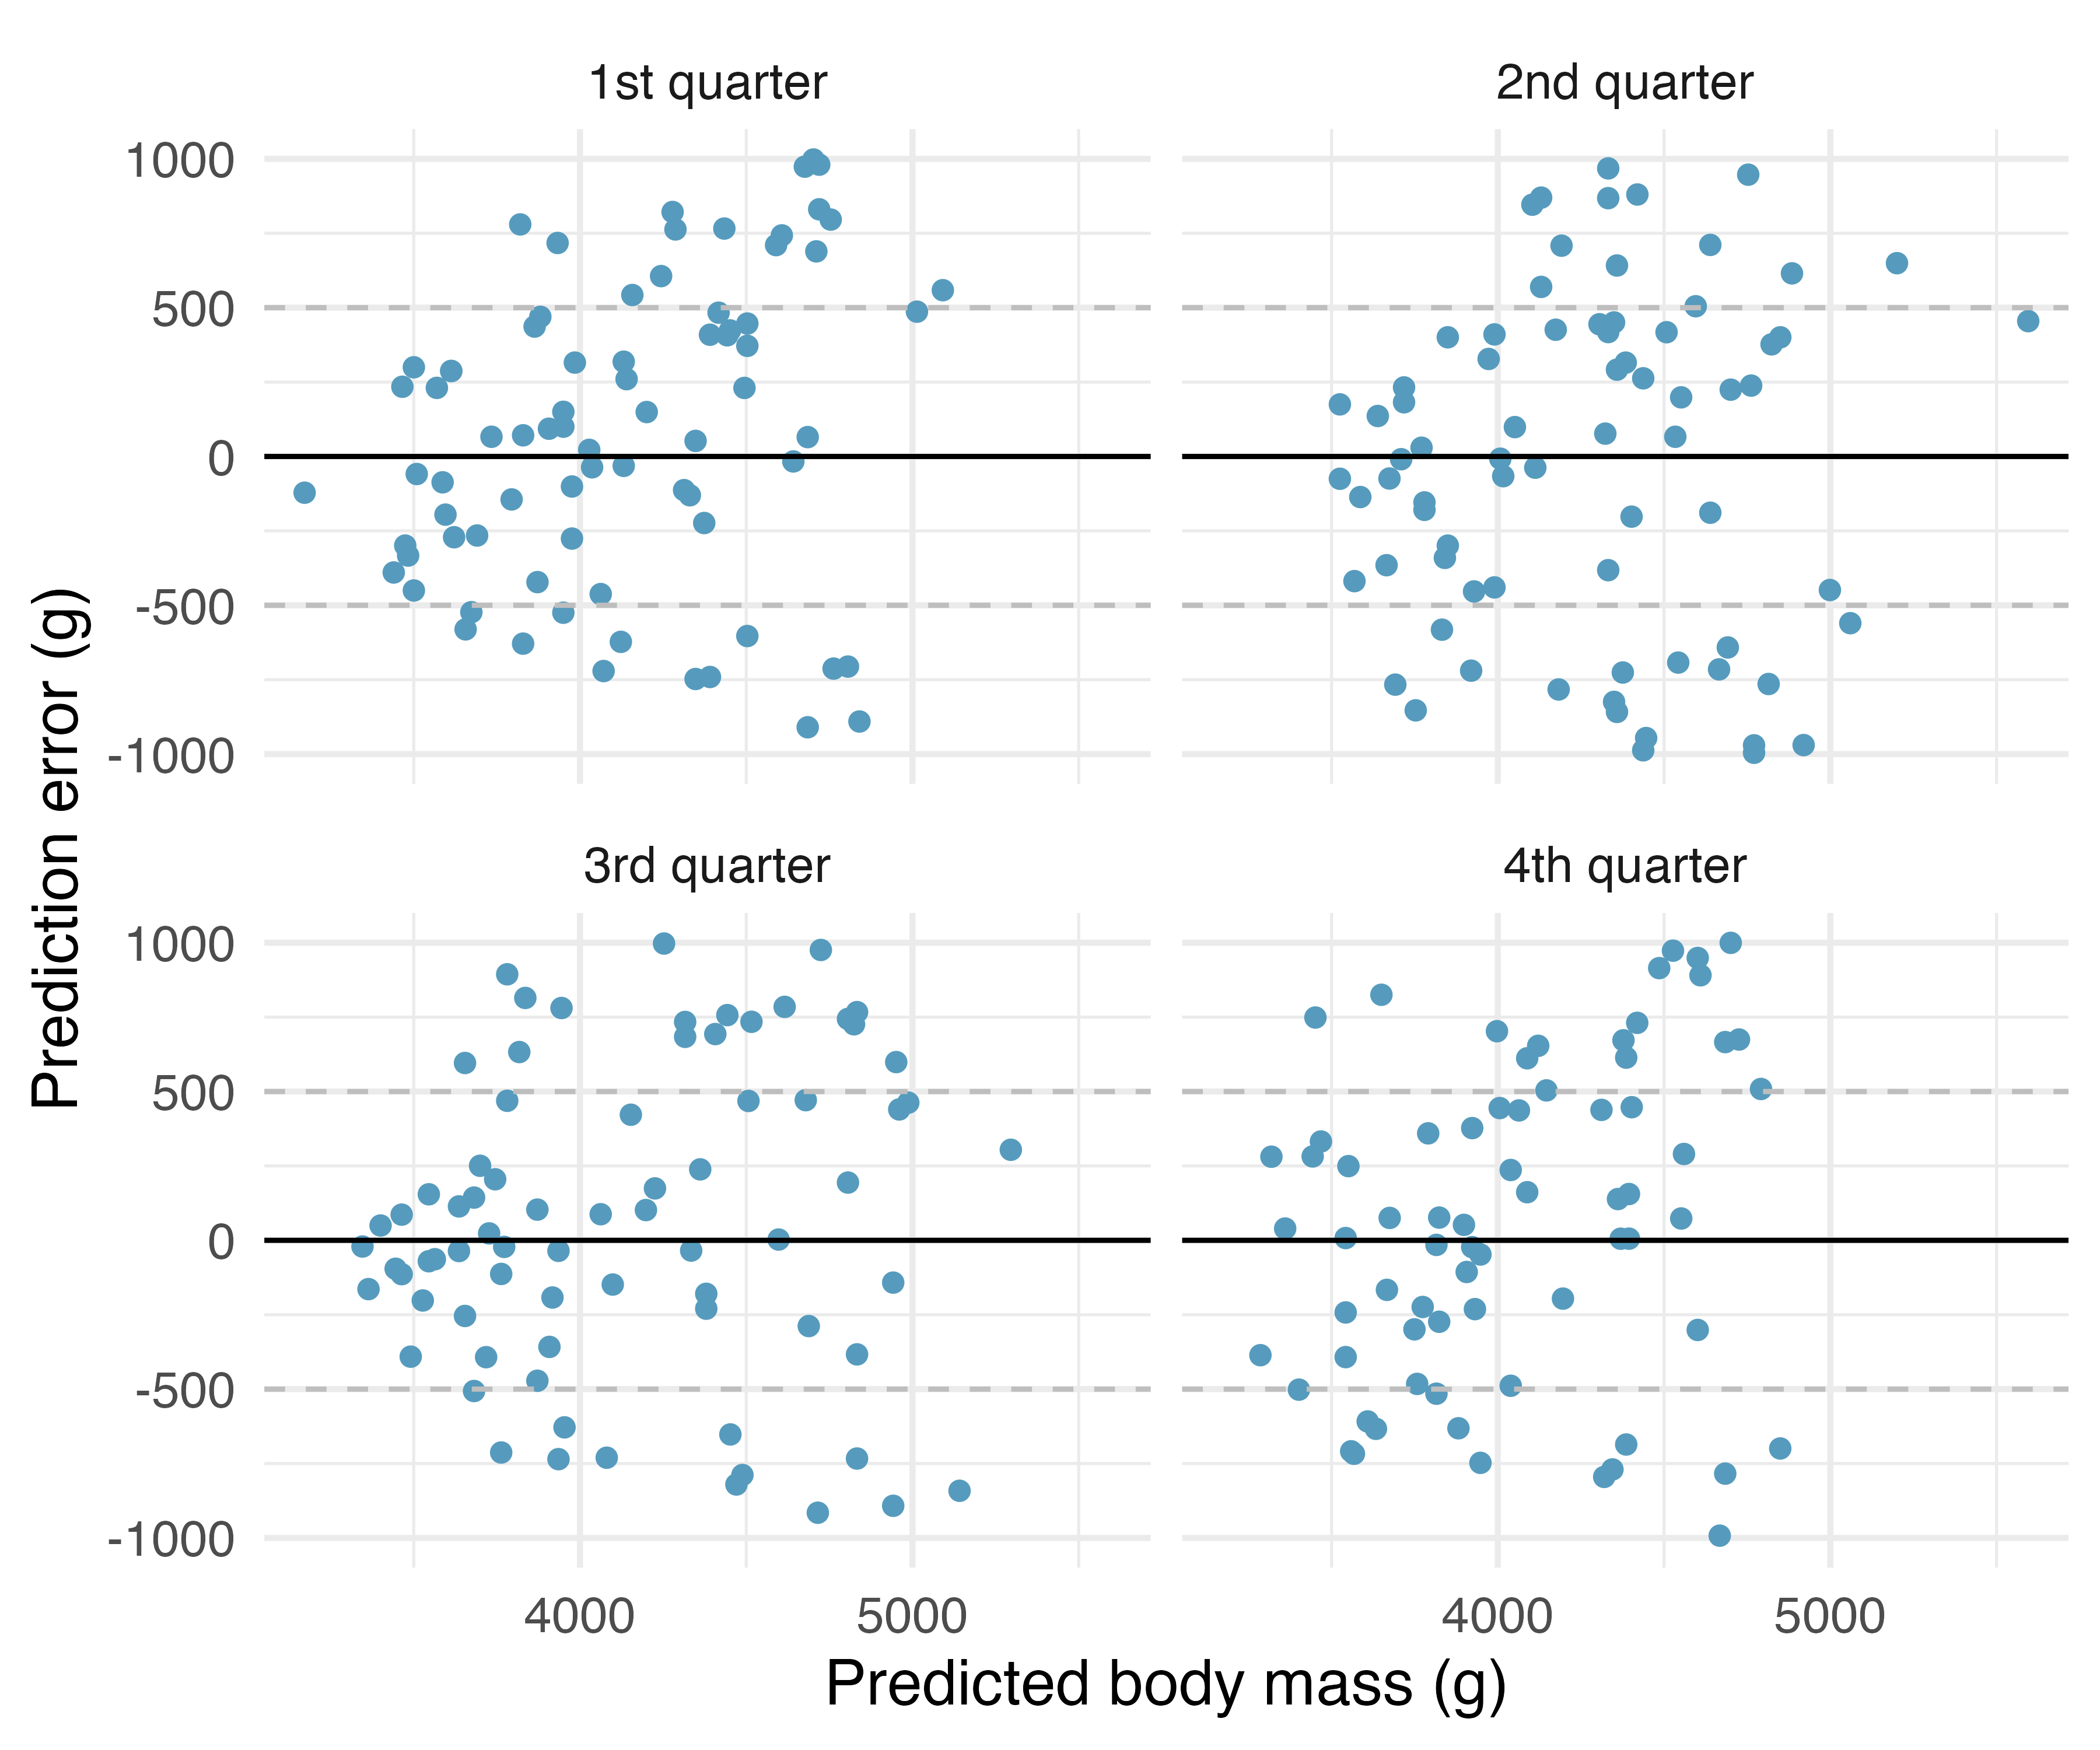 1st quarter
2nd quarter
1000
500
0
-500
-1000
3rd quarter
4th quarter
1000
500
0
-500
-1000
4000
5000
4000
5000
Predicted body mass (g)
Prediction error (g)